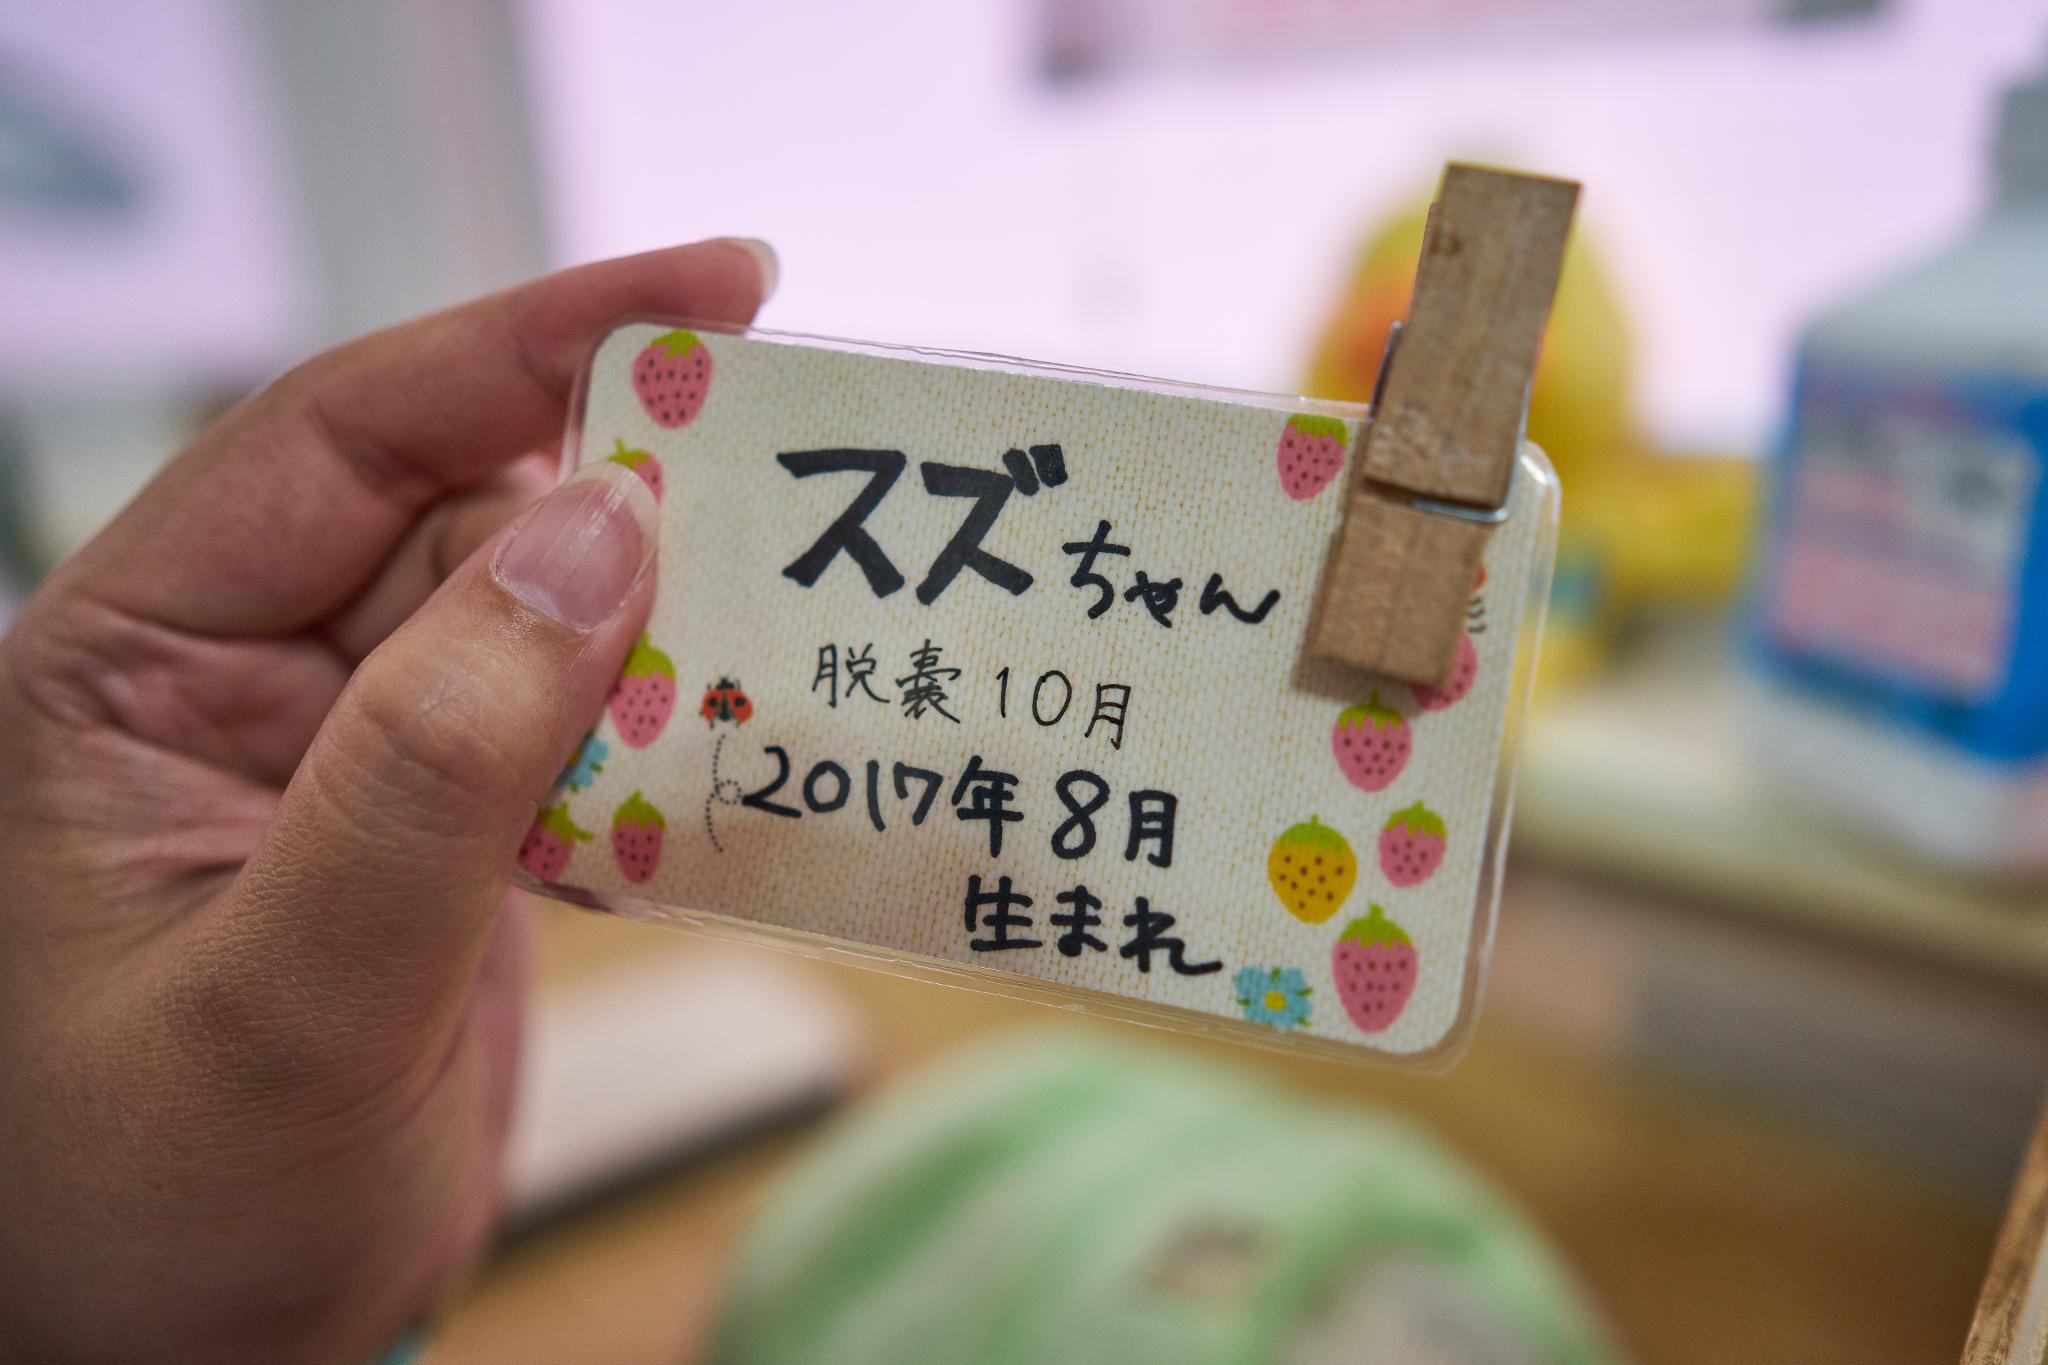 スズちゃん
脱嚢 10月
2017年8月
生まれ